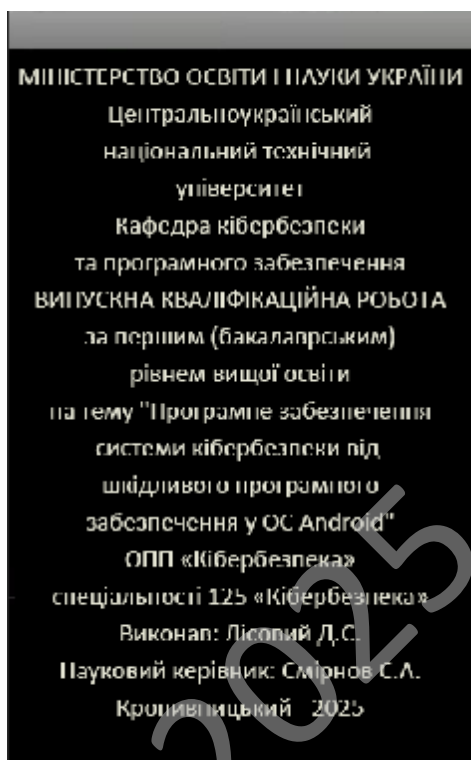 МІНІСТЕРСТВО ОСВІТИ І НАУКИ УКРАЇНИ
Центральноукраїнський
національний технічний
університет
Кафедра кібербезпеки
та програмного забезпечення
ВИПУСКНА КВАЛІФІКАЦІЙНА РОБОТА
за першим (бакалаврським)
рівнем вищої освіти
на тему "Програмне забезпечення
системи кібербезпеки від
шкідливого програмного
забезпечення у ОС Android"
ОПП «Кібербезпека»
спеціальності 125 «Кібербезпека»
Виконав: Лісовий Д.С.
Науковий керівник: Смірнов С.А.
Кропивницький 2025
2025